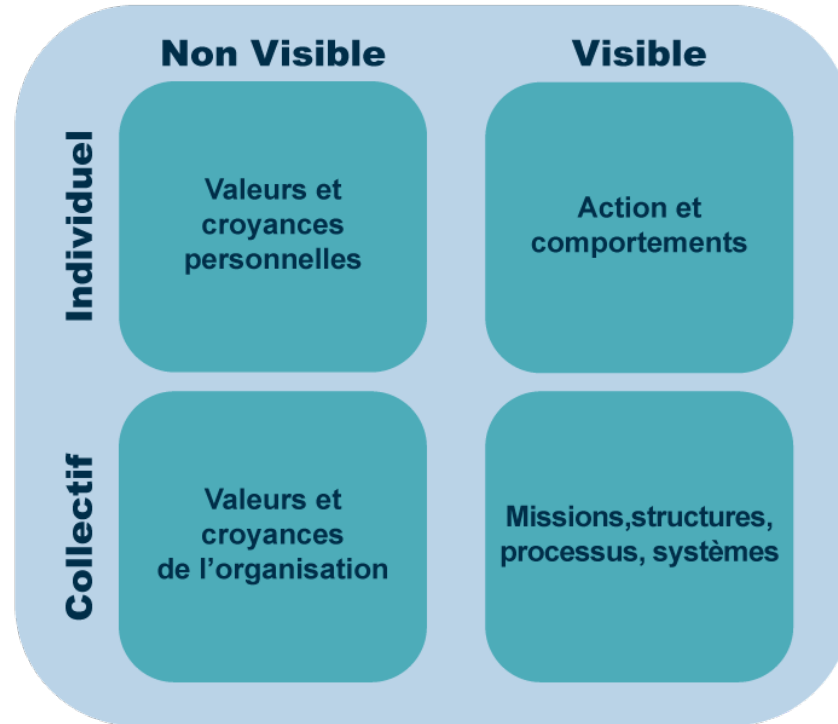 Non Visible
Visible
Individuel
Valeurs et
croyances
personnelles
Action et
comportements
Collectif
Valeurs et
croyances
de l’organisation
Missions,structures,
processus, systèmes